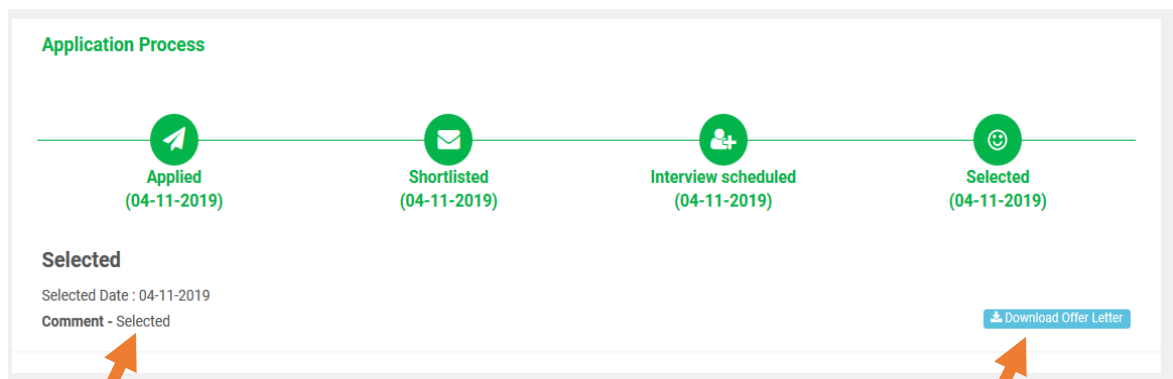 Application Process
Applied
(04-11-2019)
Shortlisted
(04-11-2019)
Interview scheduled
(04-11-2019)
Selected
(04-11-2019)
Selected
Selected Date : 04-11-2019
Comment - Selected
Download Offer Letter